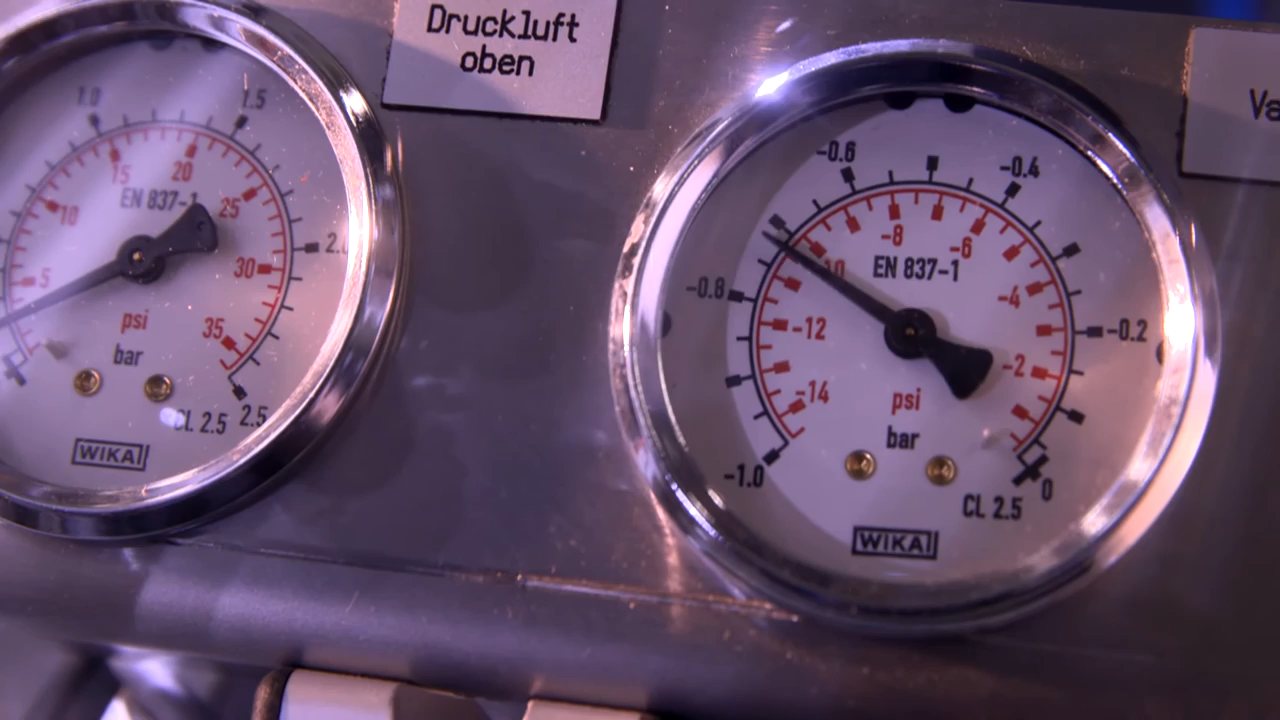 Druckluft
oben
1.0
1.5
15
20
EN 837-1
10
25
5
30
2.
psi
35
bar
CL 2.5
2.5
WIKA
Va
-0.6
-0.4
-8
-6
EN 837-1
-0.8
-4
-12
-0.2
-2
-14
psi
bar
-1.0
0
CL 2.5
WIKA